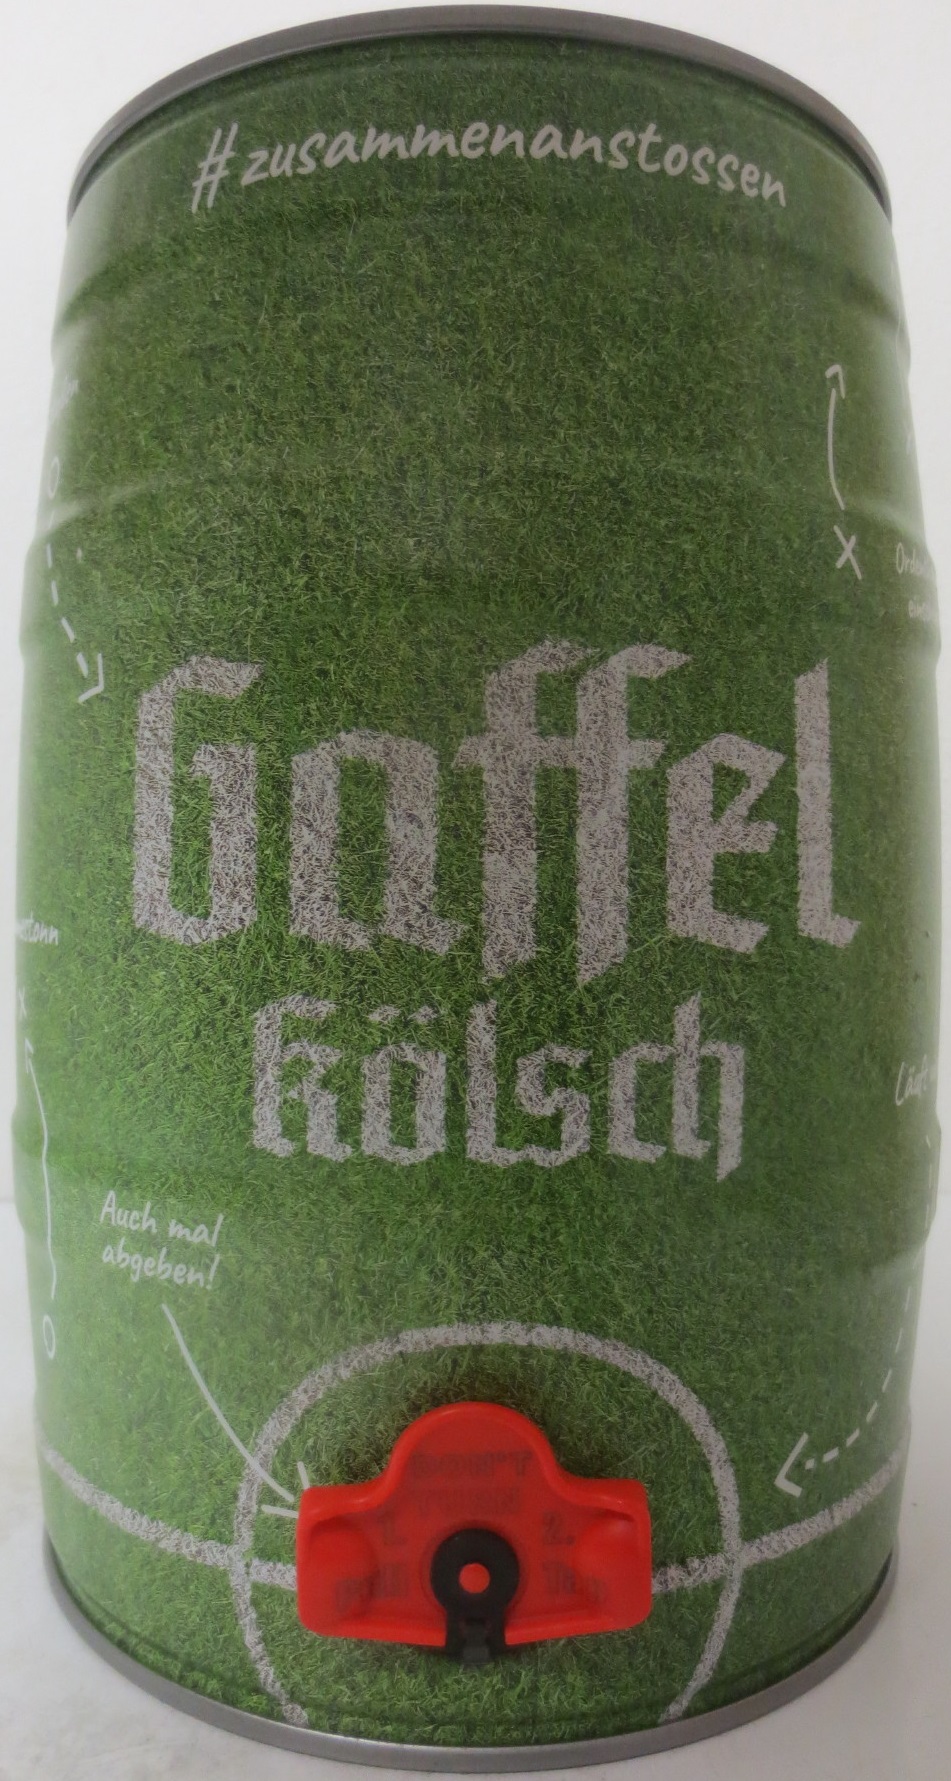 #zusammenanstossen
Gaffel
Kölsch
Auch mal
abgeben!